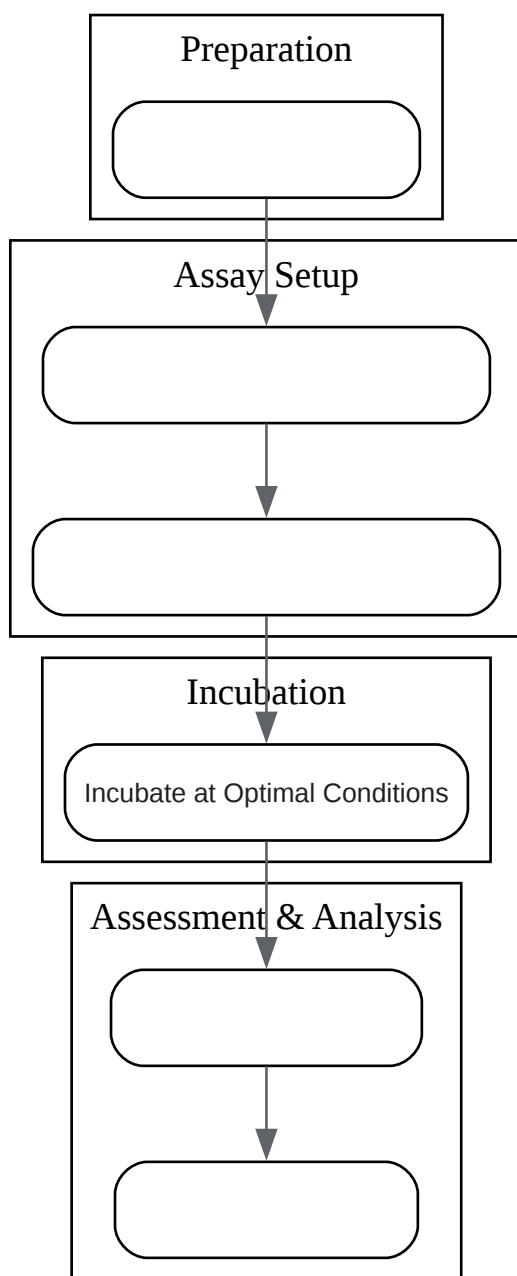 Preparation
Assay Setup
Incubation
Incubate at Optimal Conditions
Assessment & Analysis